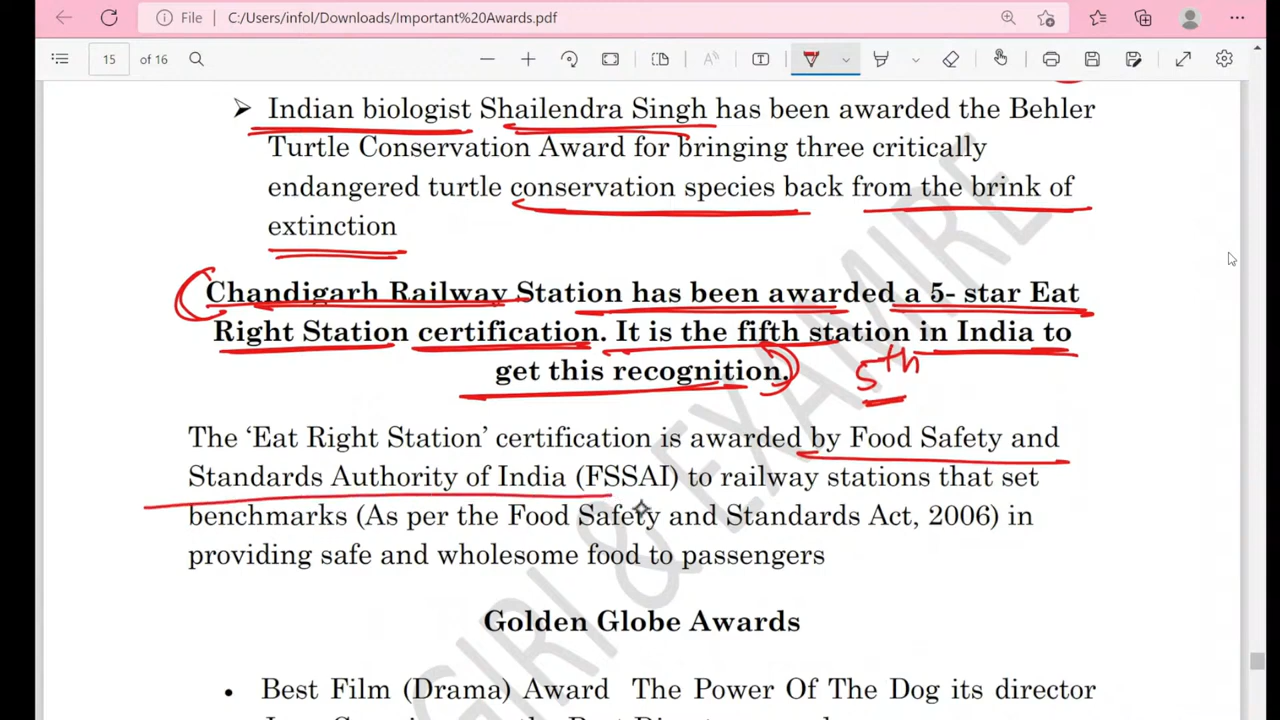 File C:/Users/infol/Downloads/Important%20Awards.pdf
15 of 16
➤ Indian biologist Shailendra Singh has been awarded the Behler
Turtle Conservation Award for bringing three critically
endangered turtle conservation species back from the brink of
extinction
Chandigarh Railway Station has been awarded a 5- star Eat
Right Station certification. It is the fifth station in India to
get this recognition.
5th
The ‘Eat Right Station’ certification is awarded by Food Safety and
Standards Authority of India (FSSAI) to railway stations that set
benchmarks (As per the Food Safety and Standards Act, 2006) in
providing safe and wholesome food to passengers
GIRI & EXAMIRE
Golden Globe Awards
• Best Film (Drama) Award The Power Of The Dog its director